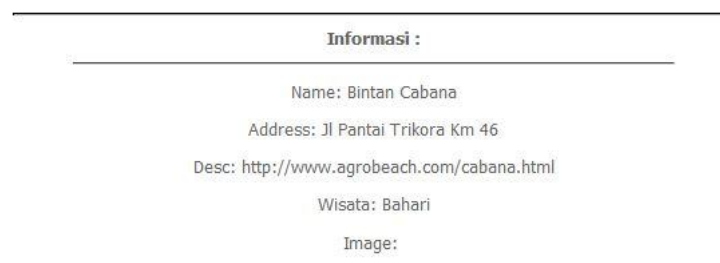 Informasi :
Name: Bintan Cabana
Address: Jl Pantai Trikora Km 46
Desc: http://www.agrobeach.com/cabana.html
Wisata: Bahari
Image: